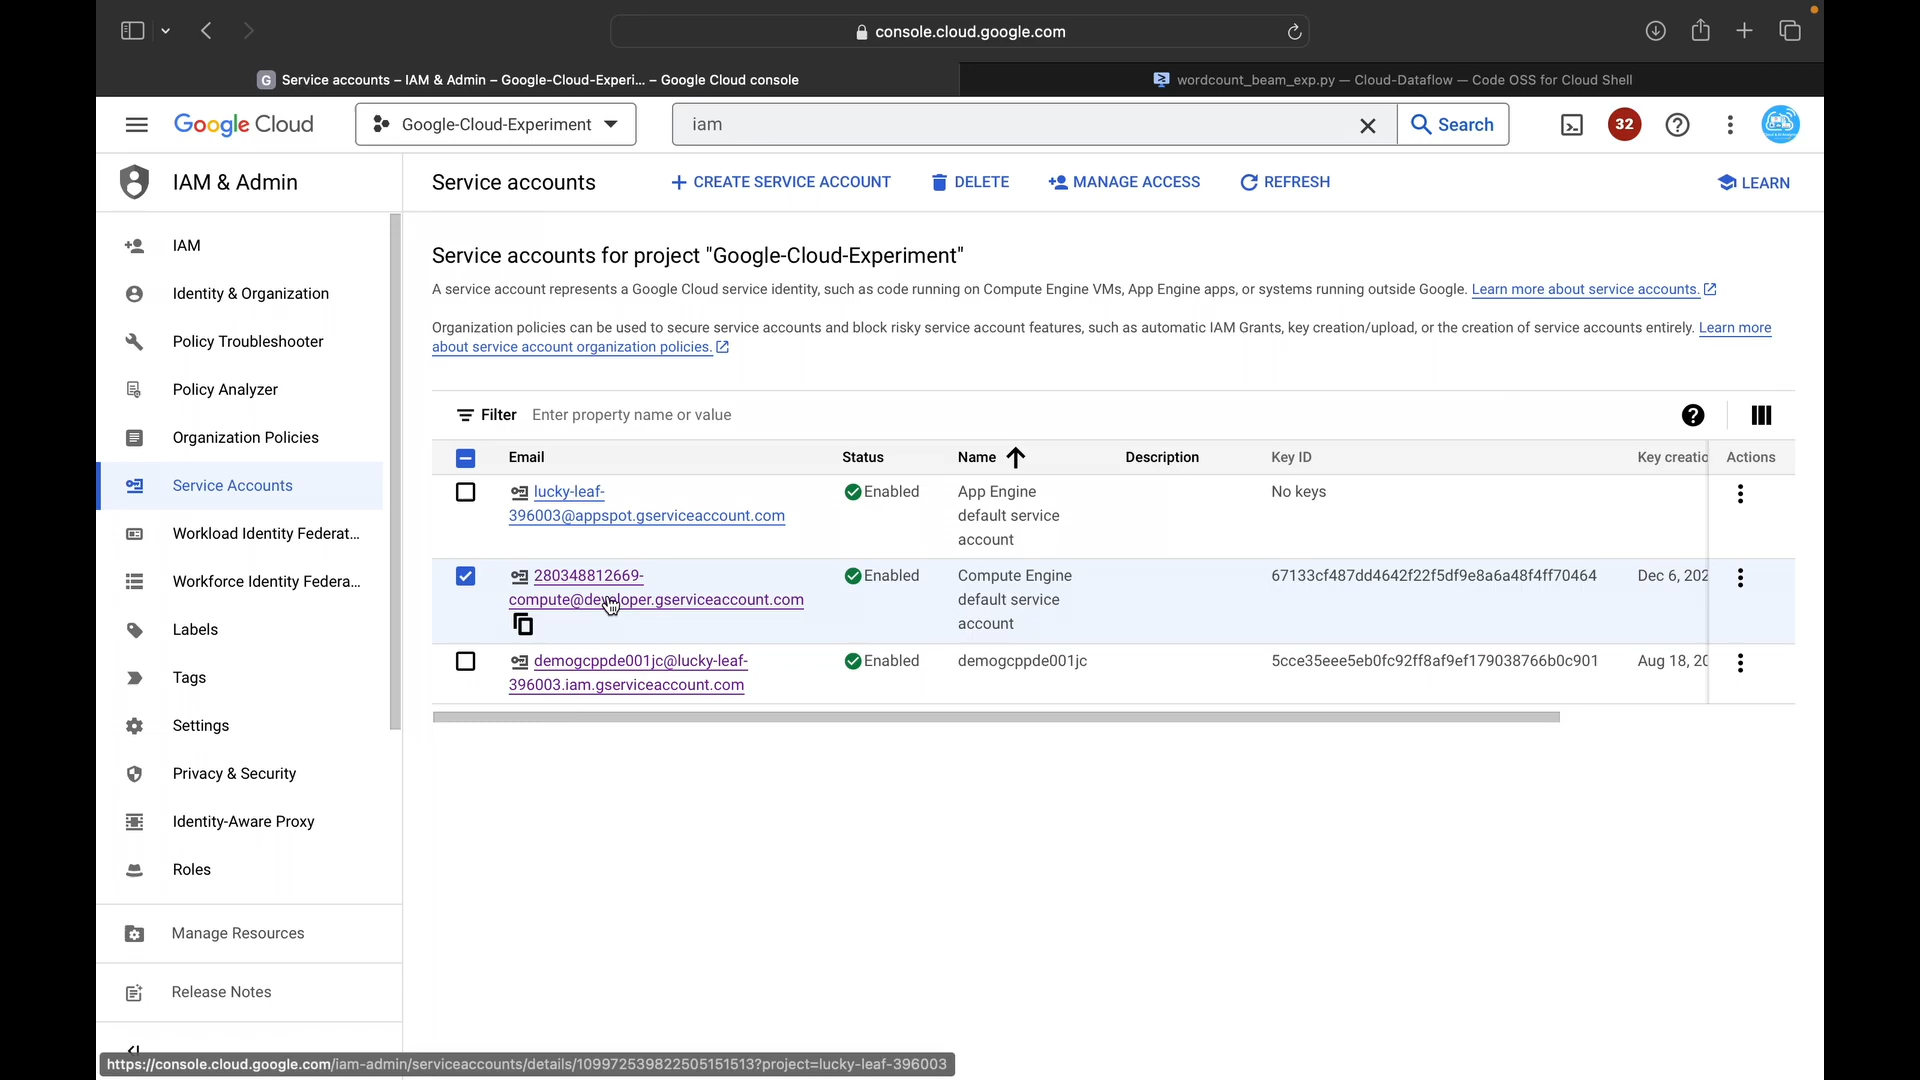 console.cloud.google.com
G Service accounts – IAM & Admin – Google-Cloud-Experi... – Google Cloud console
wordcount_beam_exp.py — Cloud-Dataflow — Code OSS for Cloud Shell
Google Cloud
Google-Cloud-Experiment
iam
Search
32
IAM & Admin
Service accounts
CREATE SERVICE ACCOUNT
DELETE
MANAGE ACCESS
REFRESH
LEARN
IAM
Identity & Organization
Policy Troubleshooter
Policy Analyzer
Organization Policies
Service Accounts
Workload Identity Federat...
Workforce Identity Federa...
Labels
Tags
Settings
Privacy & Security
Identity-Aware Proxy
Roles
Manage Resources
Release Notes
Service accounts for project "Google-Cloud-Experiment"
A service account represents a Google Cloud service identity, such as code running on Compute Engine VMs, App Engine apps, or systems running outside Google. Learn more about service accounts.
Organization policies can be used to secure service accounts and block risky service account features, such as automatic IAM Grants, key creation/upload, or the creation of service accounts entirely. Learn more
about service account organization policies.
Filter Enter property name or value
Email Status Name Description Key ID Key creatio Actions
lucky-leaf- Enabled App Engine No keys
396003@appspot.gserviceaccount.com default service
account
280348812669- Enabled Compute Engine 67133cf487dd4642f22f5df9e8a6a48f4ff70464 Dec 6, 202
compute@developer.gserviceaccount.com default service
account
demogcppde001jc@lucky-leaf- Enabled demogcppde001jc 5cce35eee5eb0fc92ff8af9ef179038766b0c901 Aug 18, 20
396003.iam.gserviceaccount.com
https://console.cloud.google.com/iam-admin/serviceaccounts/details/109972539822505151513?project=lucky-leaf-396003